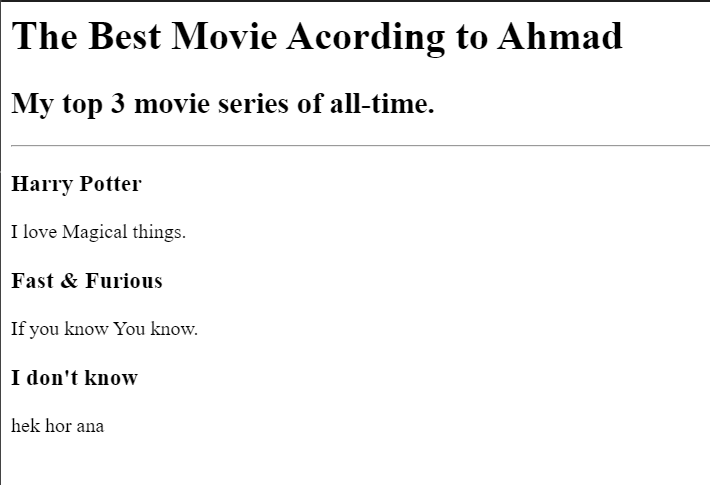 The Best Movie Acording to Ahmad
My top 3 movie series of all-time.
Harry Potter
I love Magical things.
Fast & Furious
If you know You know.
I don't know
hek hor ana